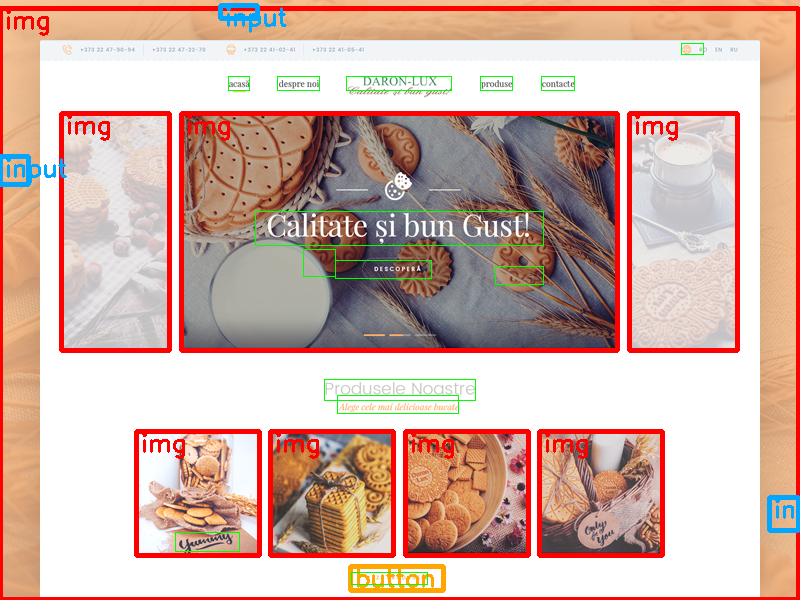 img
input
+373 22 47-90-94
+373 22 47-22-70
+373 22 41-02-41
+373 22 41-05-41
RO EN RU
acasă
despre noi
DARON-LUX
Calitate și bun gust!
produse
contacte
img
img
img
input
Calitate și bun Gust!
DESCOPERĂ
Produsele Noastre
Alege cele mai delicioase bucate
img
img
img
img
in
Yummy
Only for You
button